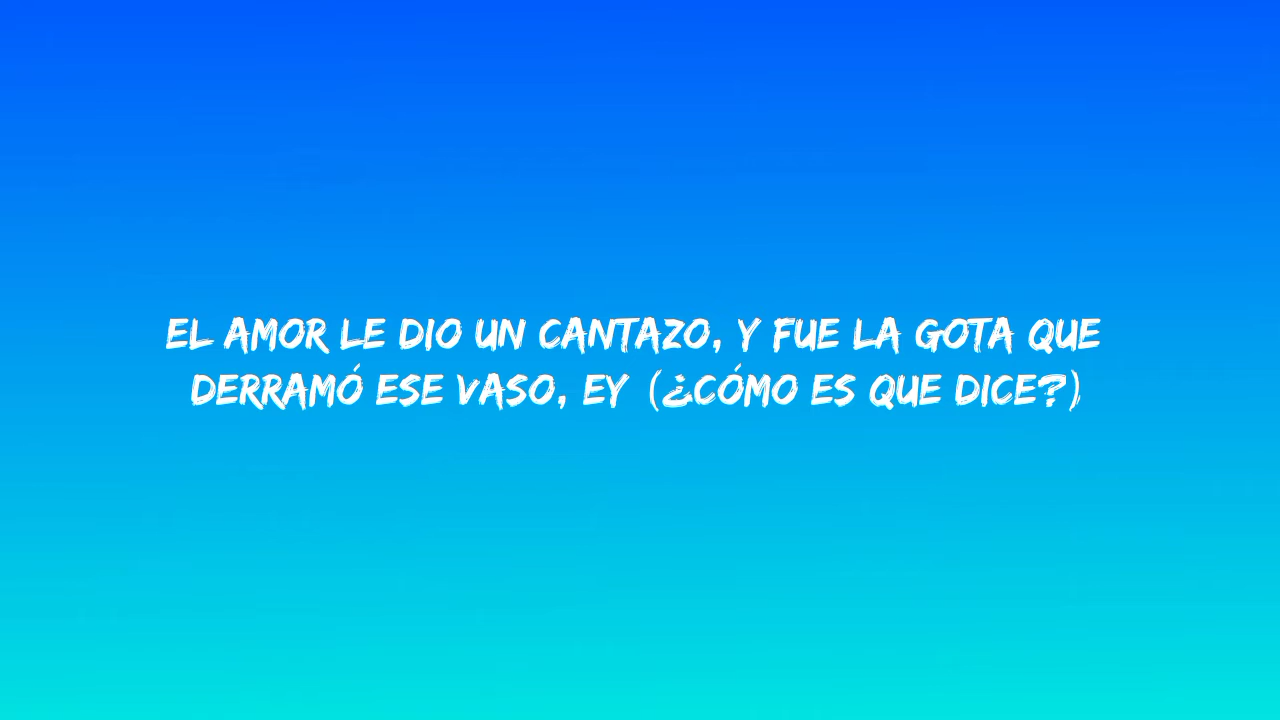 EL AMOR LE DIO UN CANTAZO, Y FUE LA GOTA QUE
DERRAMÓ ESE VASO, EY (¿CÓMO ES QUE DICE?)